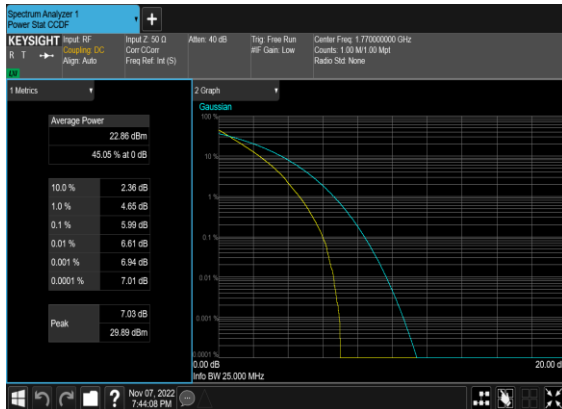 Spectrum Analyzer 1
Power Stat CCDF
+
KEYSIGHT Input: RF Input Z: 50 Ω Atten: 40 dB Trig: Free Run Center Freq: 1.770000000 GHz
R T Coupling: DC Corr CCorr #IF Gain: Low Counts: 1.00 M/1.00 Mpt
Align: Auto Freq Ref: Int (S) Radio Std: None
LXI
1 Metrics
2 Graph
Average Power
22.86 dBm
45.05 % at 0 dB
10.0 % 2.36 dB
1.0 % 4.65 dB
0.1 % 5.99 dB
0.01 % 6.61 dB
0.001 % 6.94 dB
0.0001 % 7.01 dB
Peak 7.03 dB
29.89 dBm
Gaussian
100 %
10 %
1 %
0.1 %
0.01 %
0.001 %
0.0001 %
0.00 dB 20.00 d
Info BW 25.000 MHz
? Nov 07, 2022
7:44:08 PM